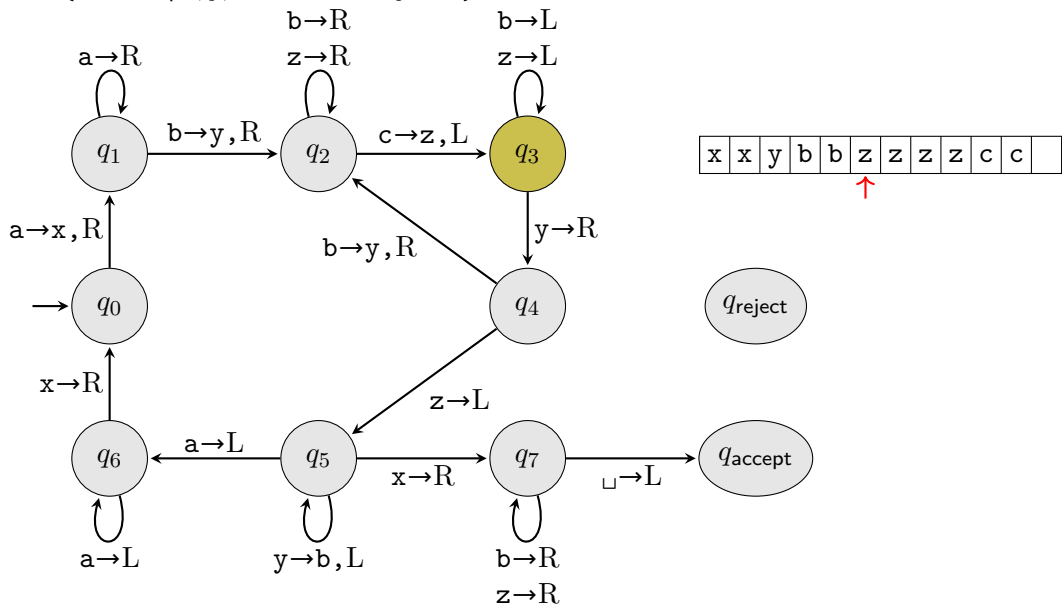 b→R
b→L
a→R
z→R
z→L
q1
b→y,R
q2
c→z,L
q3
x x y b b z z z z c c
a→x,R
b→y,R
y→R
q0
q4
qreject
x→R
z→L
q6
a→L
q5
x→R
q7
␣→L
qaccept
a→L
y→b,L
b→R
z→R